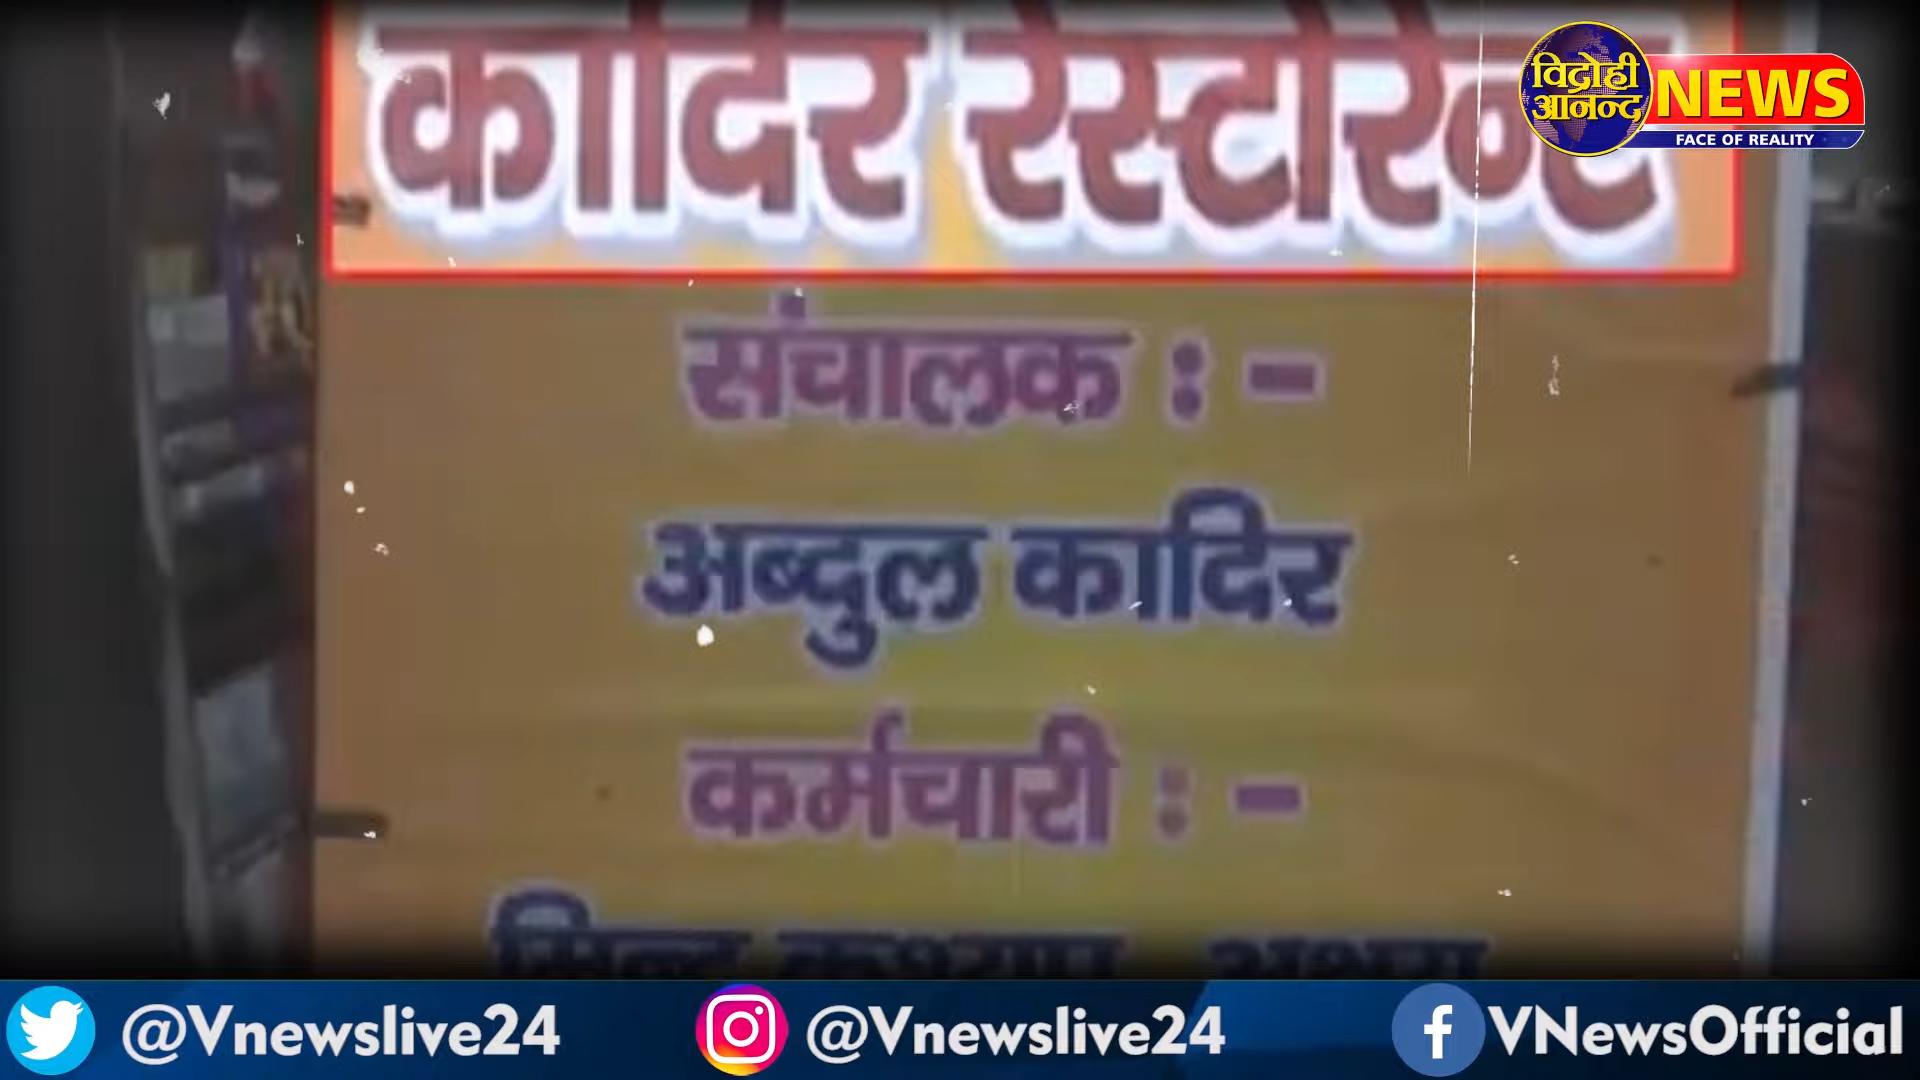 कादिर रेस्टोरेन्ट
विद्रोही आनन्द NEWS
FACE OF REALITY
संचालक : -
अब्दुल कादिर
कर्मचारी : -
@Vnewslive24 @Vnewslive24 VNewsOfficial